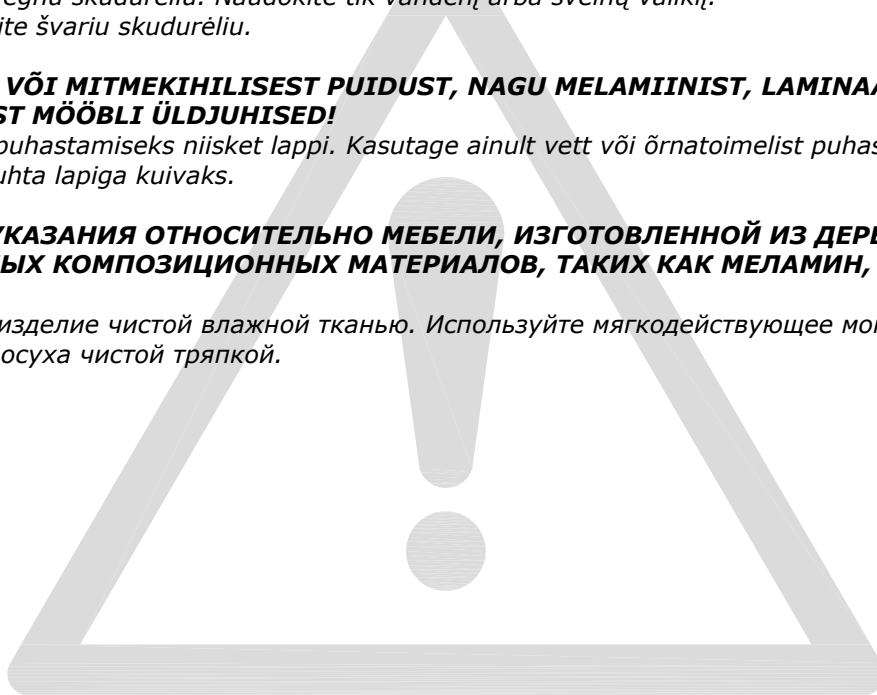 skudurėliu. Naudokite tik vandenį arba švelnų valiklį.
ite švariu skudurėliu.
VÕI MITMEKIHILISEST PUIDUST, NAGU MELAMIINIST, LAMINAA
ST MÖÖBLI ÜLDJUHISED!
puhastamiseks niisket lappi. Kasutage ainult vett või õrnatoimelist puhas
uhta lapiga kuivaks.
УКАЗАНИЯ ОТНОСИТЕЛЬНО МЕБЕЛИ, ИЗГОТОВЛЕННОЙ ИЗ ДЕРЕ
НЫХ КОМПОЗИЦИОННЫХ МАТЕРИАЛОВ, ТАКИХ КАК МЕЛАМИН,
изделие чистой влажной тканью. Используйте мягкодействующее мо
осуха чистой тряпкой.